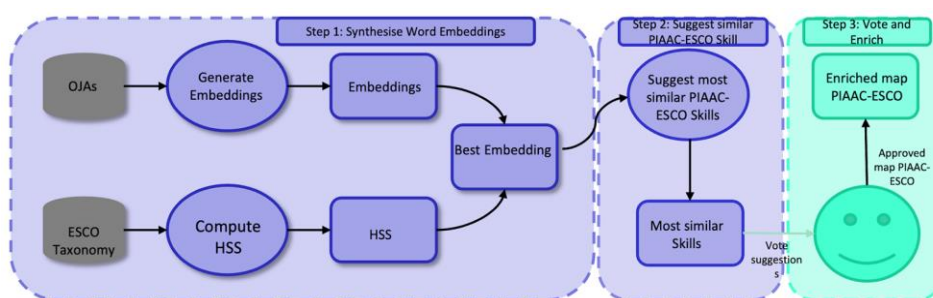 Step 1: Synthesise Word Embeddings
OJAs
Generate
Embeddings
Embeddings
Best Embedding
ESCO
Taxonomy
Compute
HSS
HSS
Step 2: Suggest similar
PIAAC-ESCO Skill
Suggest most
similar PIAAC-
ESCO Skills
Most similar
Skills
Vote
suggestion
s
Step 3: Vote and
Enrich
Enriched map
PIAAC-ESCO
Approved
map PIAAC-
ESCO